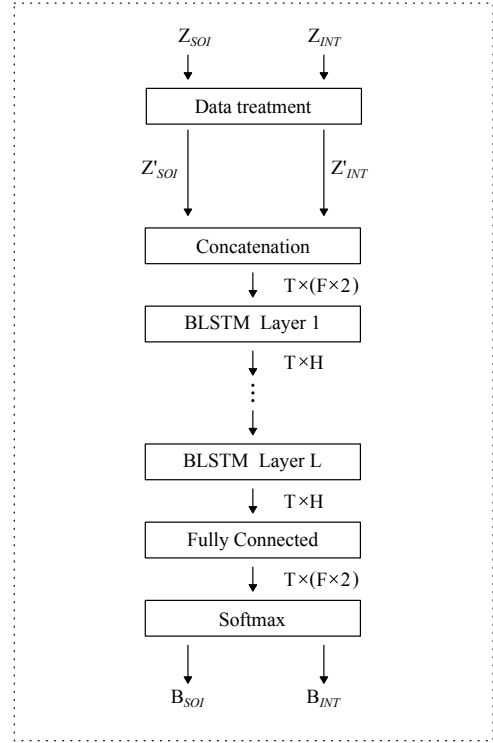 Z_SOI Z_INT
Data treatment
Z'_SOI Z'_INT
Concatenation
T×(F×2)
BLSTM Layer 1
T×H
⋮
BLSTM Layer L
T×H
Fully Connected
T×(F×2)
Softmax
B_SOI B_INT